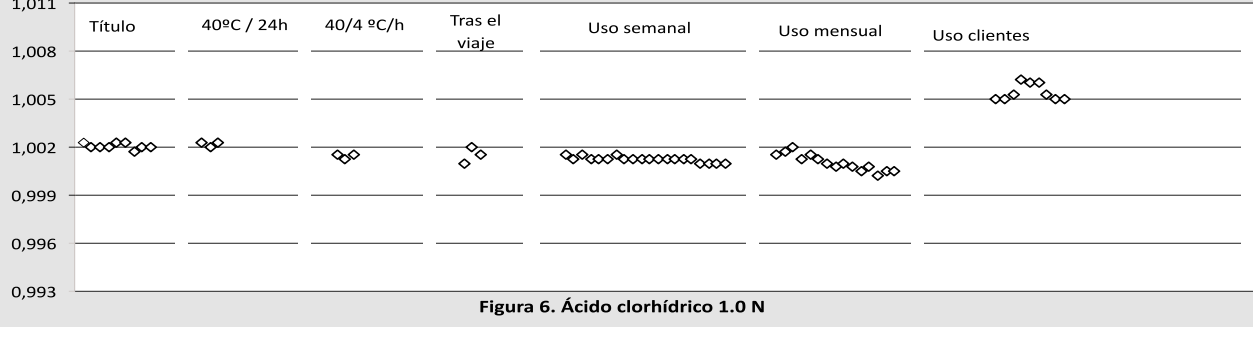 1,011
Título
40ºC / 24h
40/4 ºC/h
Tras el
viaje
Uso semanal
Uso mensual
Uso clientes
1,008
1,005
1,002
0,999
0,996
0,993
Figura 6. Ácido clorhídrico 1.0 N